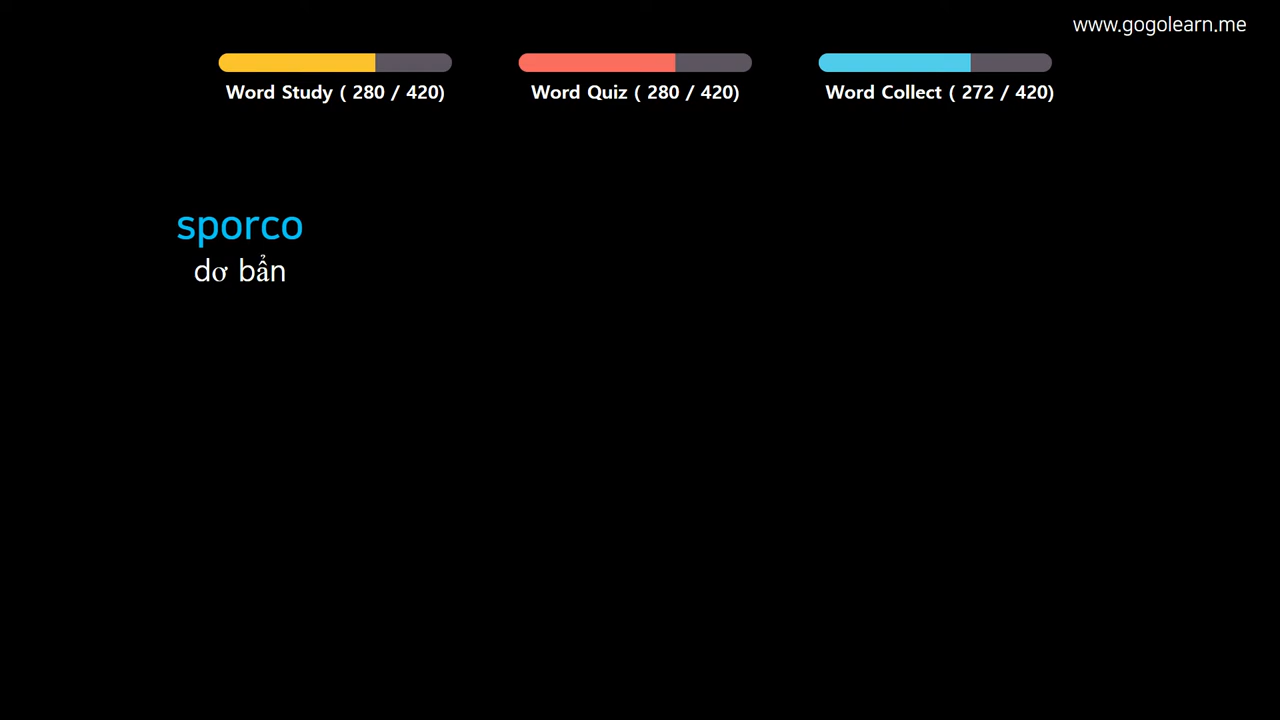 www.gogolearn.me
Word Study ( 280 / 420)
Word Quiz ( 280 / 420)
Word Collect ( 272 / 420)
sporco
dơ bẩn